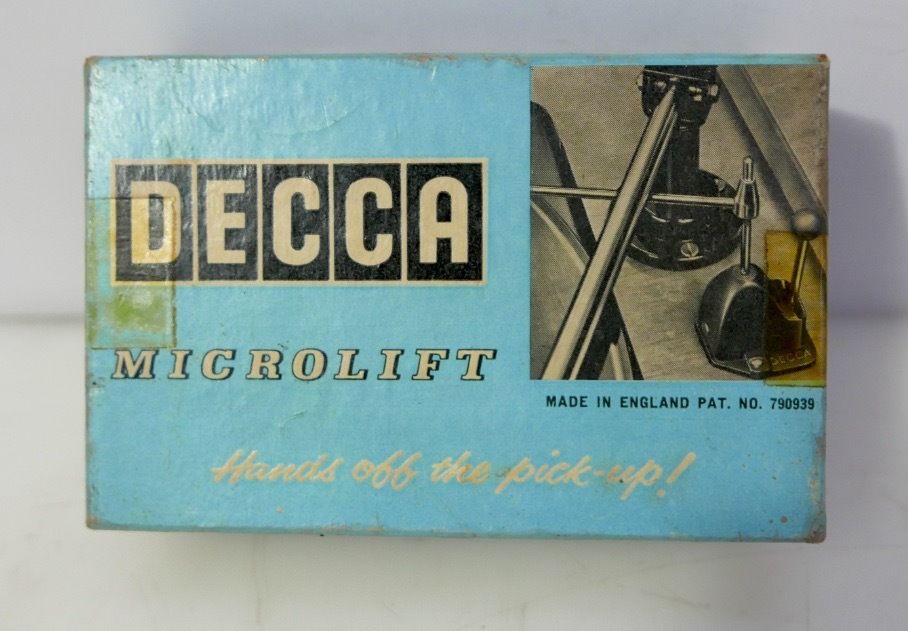 DECCA
MICROLIFT
DECCA
MADE IN ENGLAND PAT. NO. 790939
Hands off the pick-up!